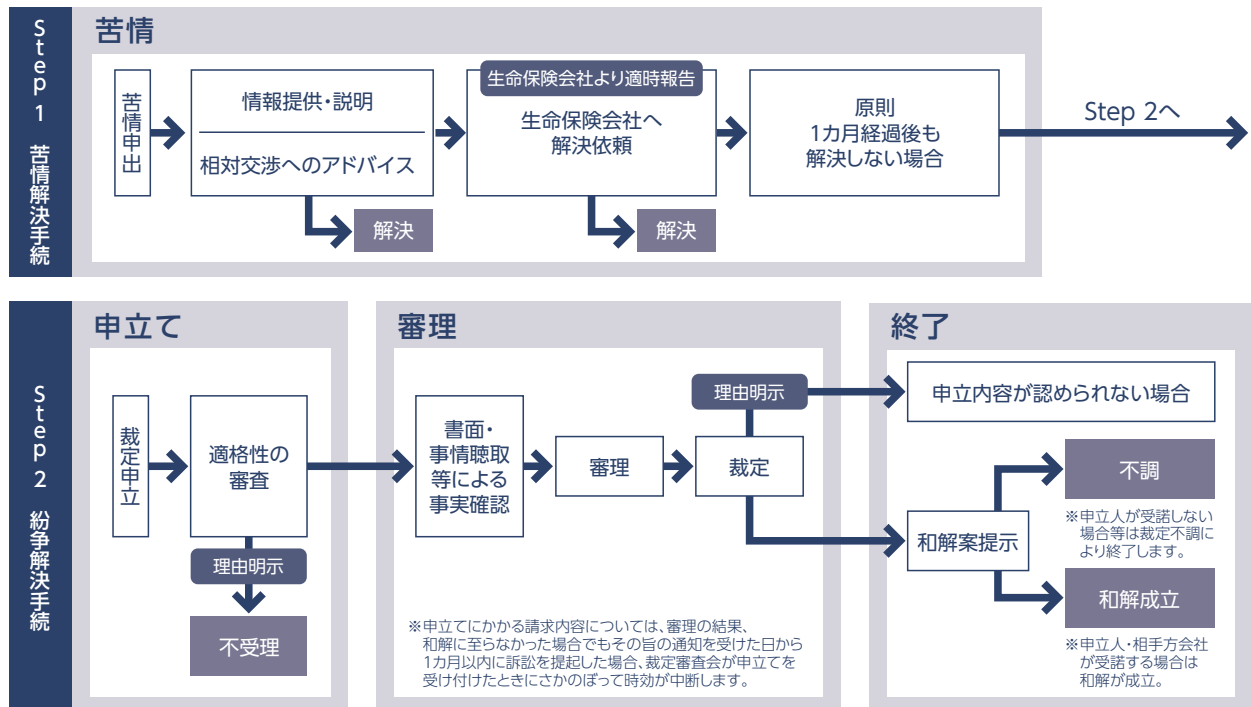 Step 1 苦情解決手続
苦情
苦情申出
情報提供・説明
相対交渉へのアドバイス
解決
生命保険会社より適時報告
生命保険会社へ
解決依頼
解決
原則
1カ月経過後も
解決しない場合
Step 2へ
Step 2 紛争解決手続
申立て
裁定申立
適格性の
審査
理由明示
不受理
審理
書面・
事情聴取
等による
事実確認
審理
裁定
理由明示
※申立てにかかる請求内容については、審理の結果、
和解に至らなかった場合でもその旨の通知を受けた日から
1カ月以内に訴訟を提起した場合、裁定審査会が申立てを
受け付けたときにさかのぼって時効が中断します。
終了
申立内容が認められない場合
和解案提示
不調
※申立人が受諾しない
場合等は裁定不調に
より終了します。
和解成立
※申立人・相手方会社
が受諾する場合は
和解が成立。